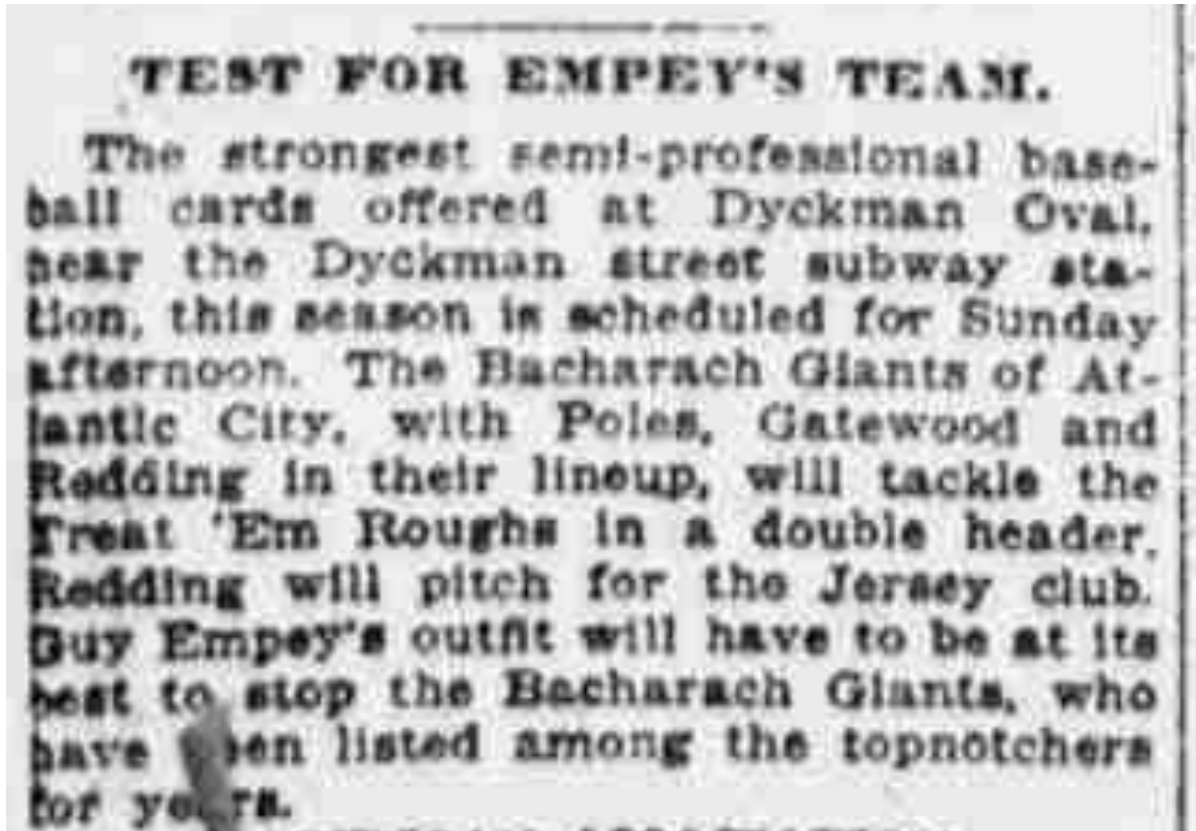 TEST FOR EMPEY'S TEAM.
The strongest semi-professional base-
ball cards offered at Dyckman Oval,
near the Dyckman street subway sta-
tion, this season is scheduled for Sunday
afternoon. The Bacharach Giants of At-
lantic City, with Poles, Gatewood and
Redding in their lineup, will tackle the
Treat 'Em Roughs in a double header.
Redding will pitch for the Jersey club.
Guy Empey's outfit will have to be at its
best to stop the Bacharach Giants, who
have been listed among the topnotchers
for years.